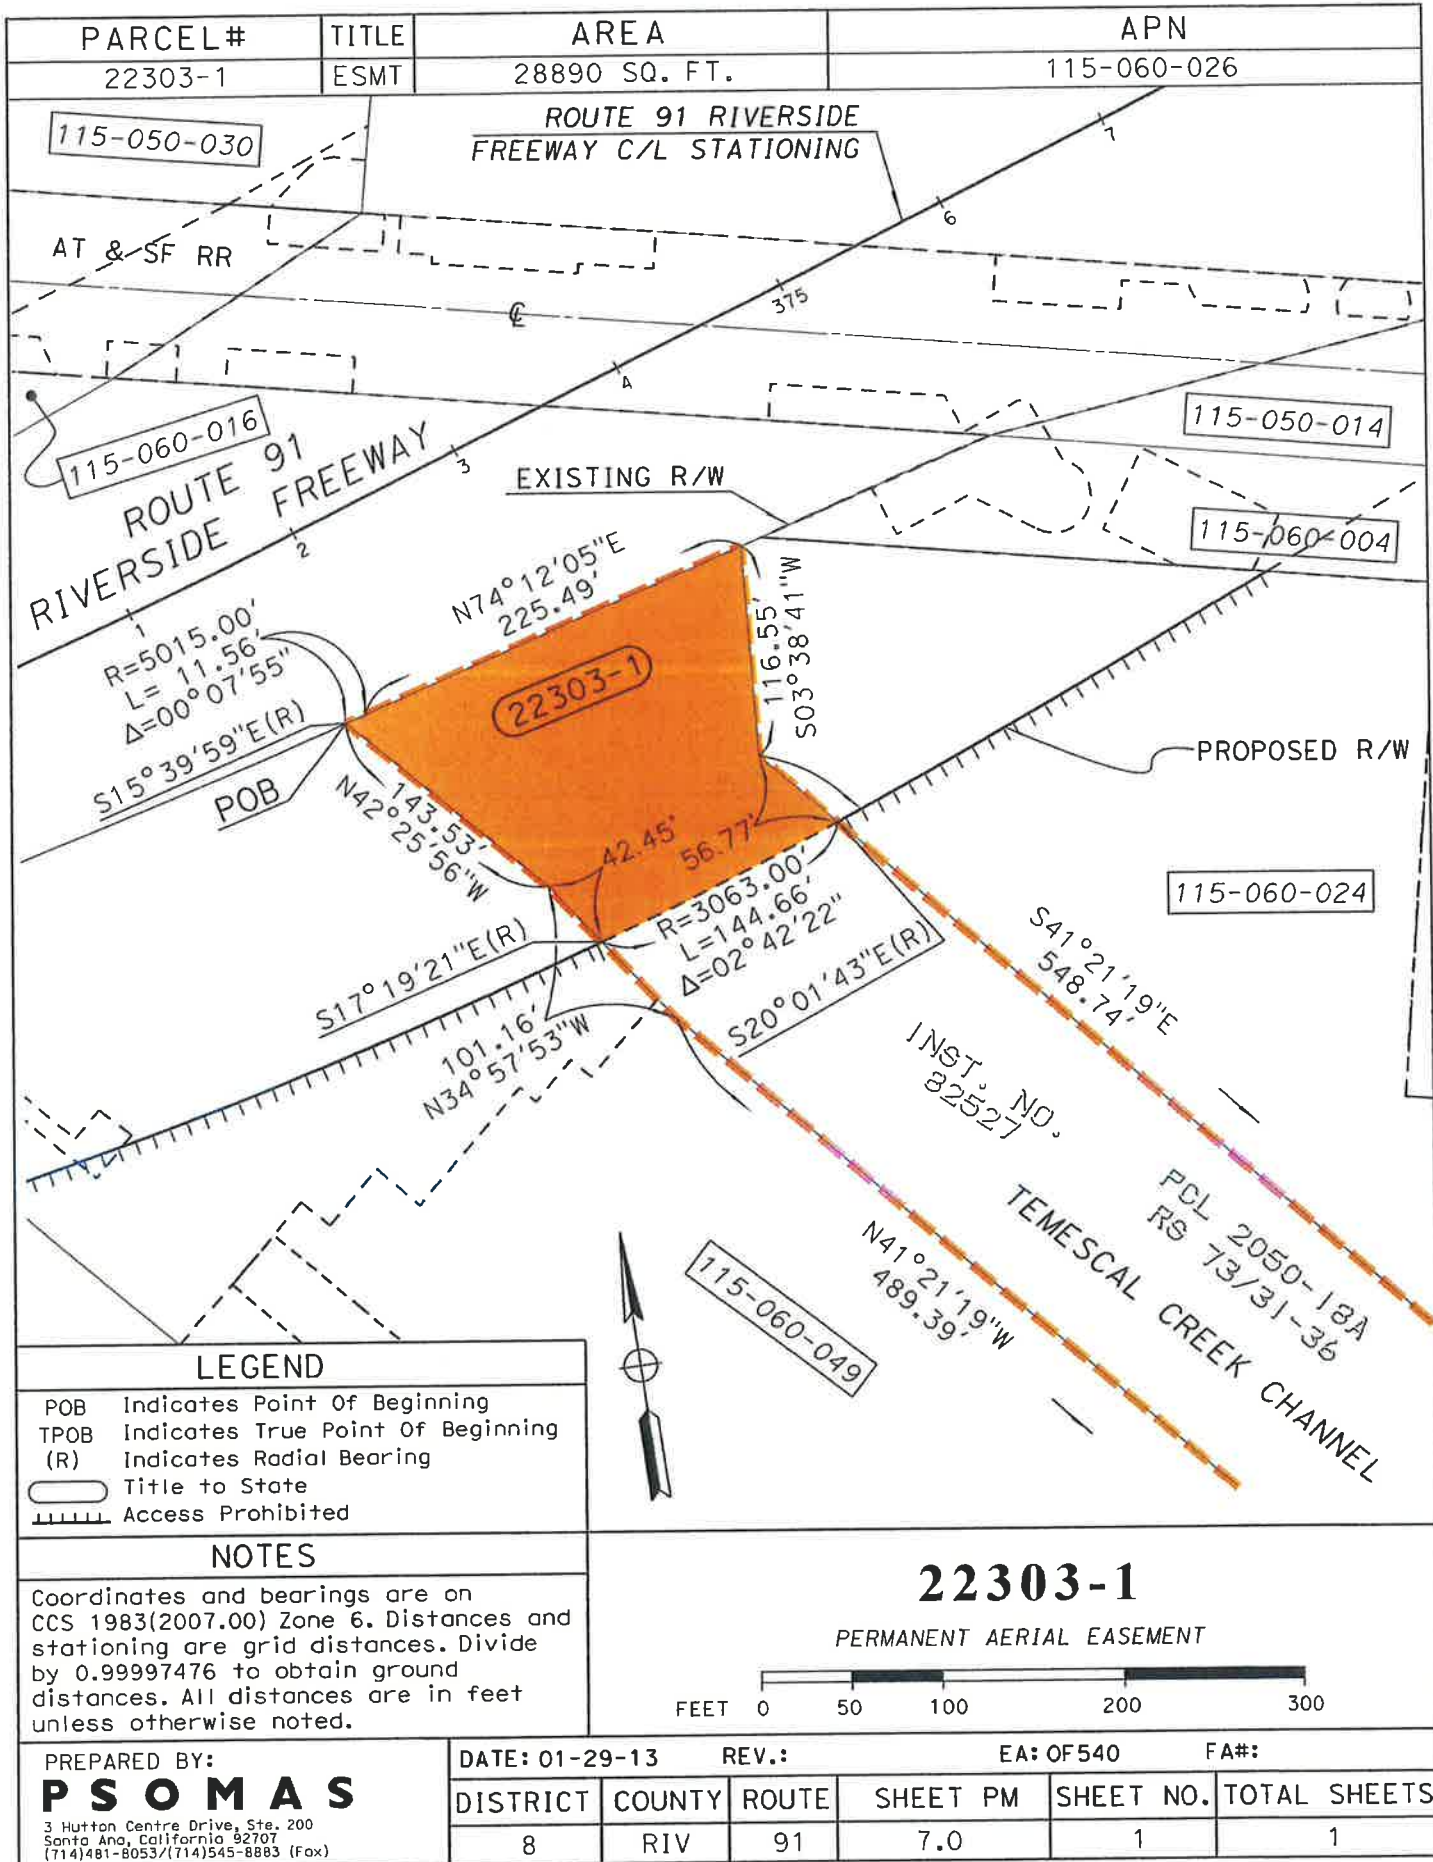 PARCEL# TITLE AREA APN
22303-1 ESMT 28890 SQ. FT. 115-060-026
115-050-030
ROUTE 91 RIVERSIDE
FREEWAY C/L STATIONING
7
6
AT & SF RR
375
℄
4
115-050-014
115-060-016
3
EXISTING R/W
ROUTE 91
RIVERSIDE FREEWAY
2
115-060-004
1
N74°12'05"E
225.49'
116.55'
S03°38'41"W
R=5015.00'
L= 11.56'
Δ=00°07'55"
22303-1
S15°39'59"E(R)
POB
PROPOSED R/W
143.53'
N42°25'56"W
42.45'
56.77'
R=3063.00'
L=144.66'
Δ=02°42'22"
115-060-024
S17°19'21"E(R)
S20°01'43"E(R)
S41°21'19"E
548.74'
101.16'
N34°57'53"W
INST. NO.
82527
PCL 2050-18A
RS 73/31-36
TEMESCAL CREEK CHANNEL
N41°21'19"W
489.39'
115-060-049
LEGEND
POB Indicates Point Of Beginning
TPOB Indicates True Point Of Beginning
(R) Indicates Radial Bearing
Title to State
Access Prohibited
NOTES
Coordinates and bearings are on
CCS 1983(2007.00) Zone 6. Distances and
stationing are grid distances. Divide
by 0.99997476 to obtain ground
distances. All distances are in feet
unless otherwise noted.
22303-1
PERMANENT AERIAL EASEMENT
FEET 0 50 100 200 300
PREPARED BY:
PSOMAS
3 Hutton Centre Drive, Ste. 200
Santa Ana, California 92707
(714)481-8053/(714)545-8883 (Fax)
DATE: 01-29-13 REV.: EA: OF540 FA#:
DISTRICT COUNTY ROUTE SHEET PM SHEET NO. TOTAL SHEETS
8 RIV 91 7.0 1 1